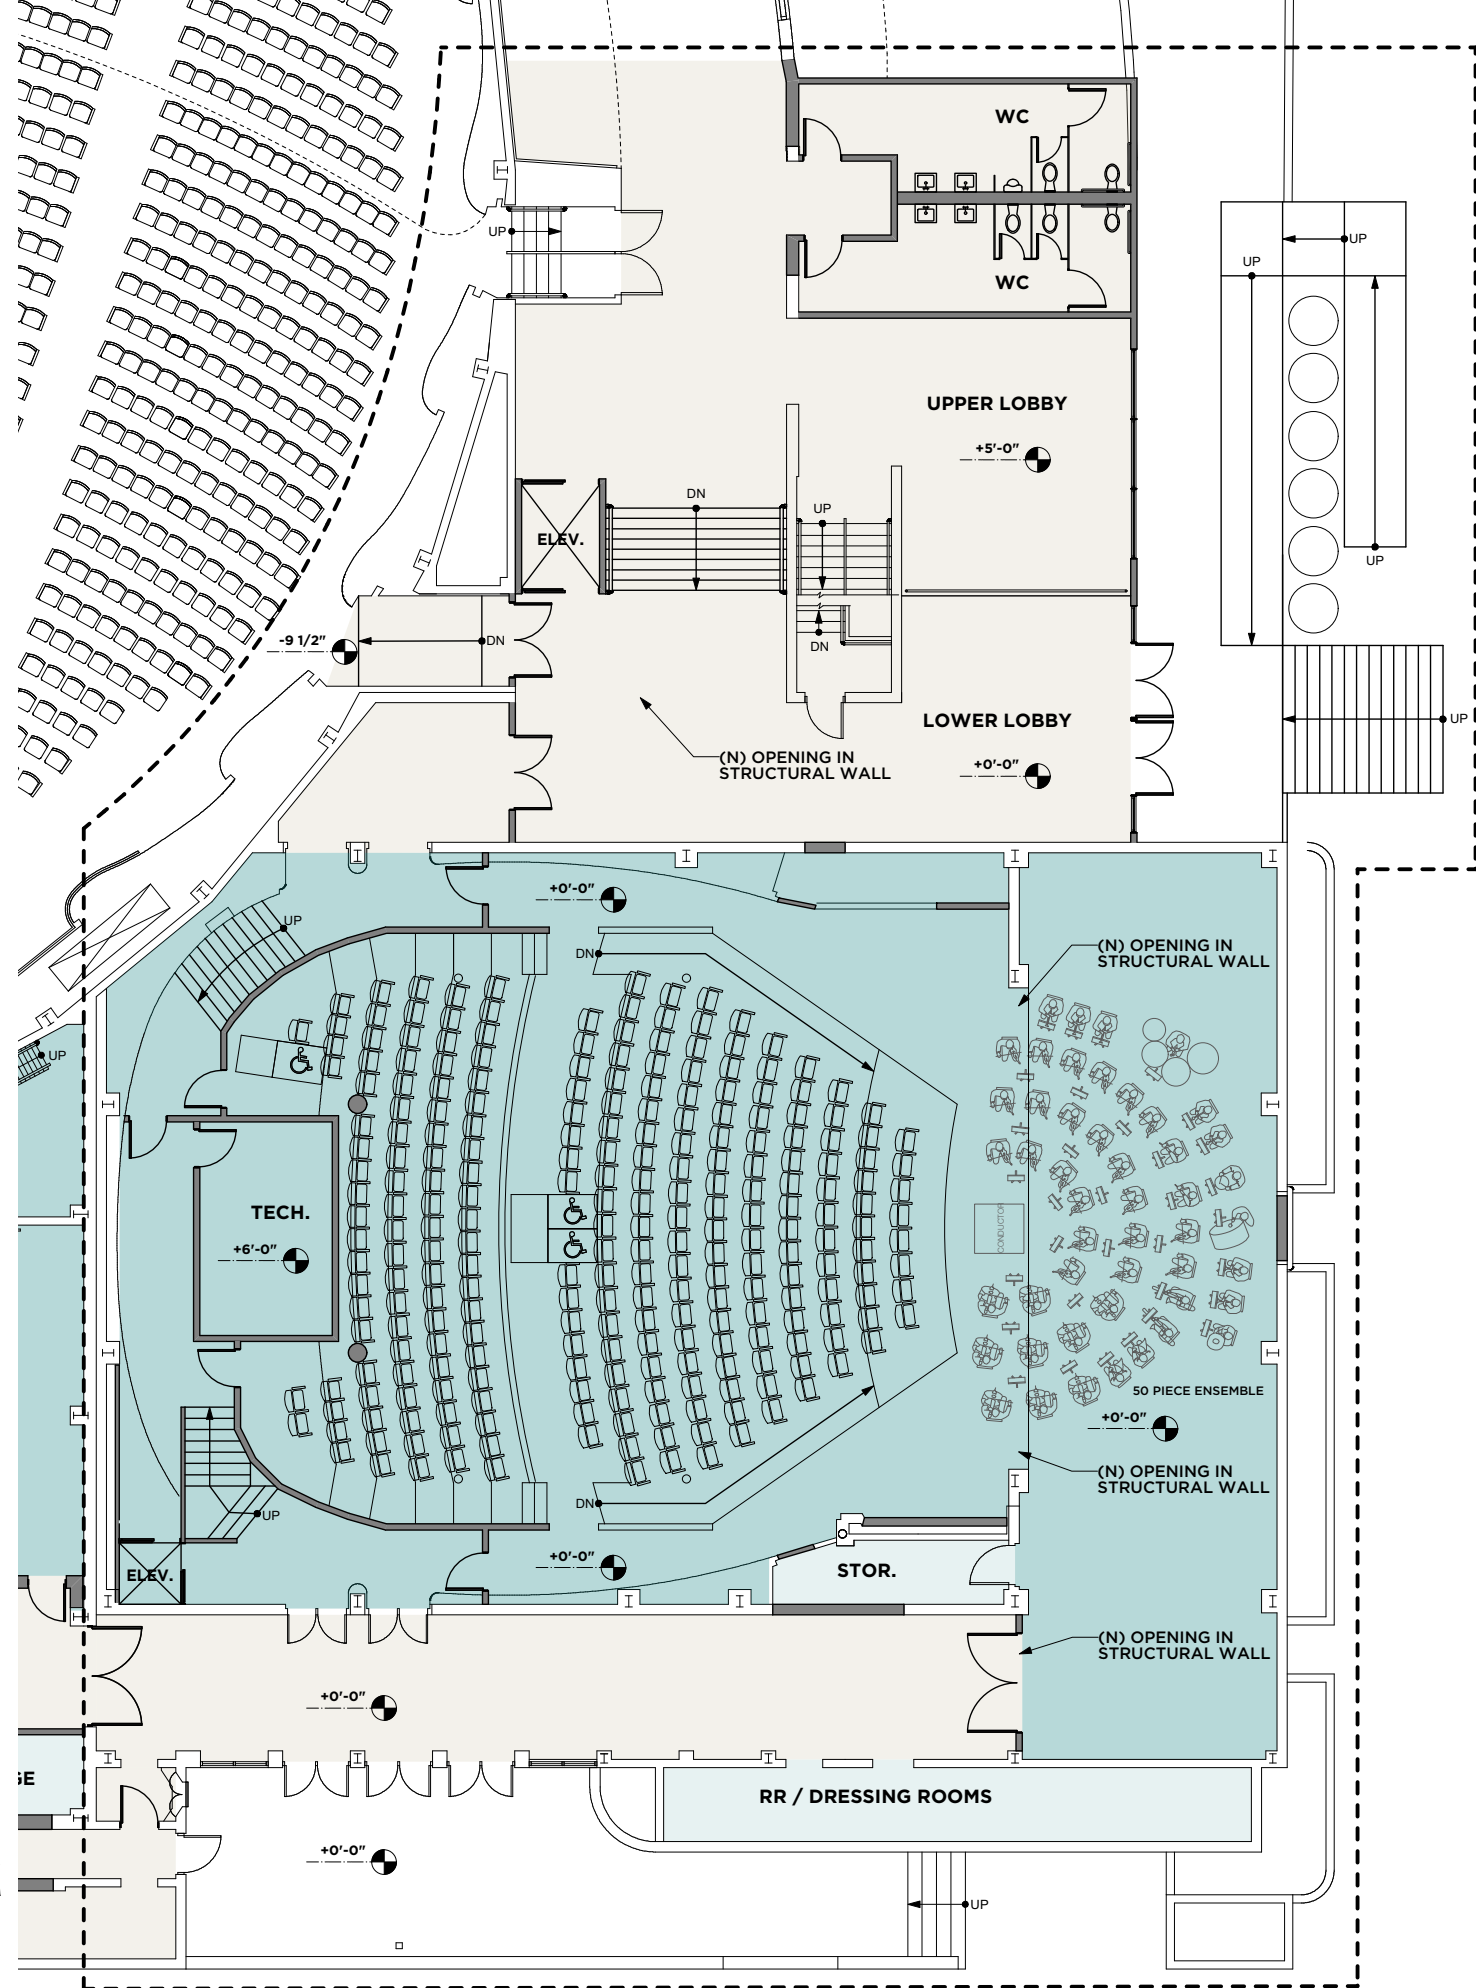 WC
UP
WC
UP
UP
UPPER LOBBY
+5'-0"
DN
UP
ELEV.
UP
-9 1/2"
DN
DN
LOWER LOBBY
UP
(N) OPENING IN
STRUCTURAL WALL
+0'-0"
+0'-0"
UP
DN
(N) OPENING IN
STRUCTURAL WALL
UP
TECH.
+6'-0"
CONDUCTOR
50 PIECE ENSEMBLE
+0'-0"
(N) OPENING IN
STRUCTURAL WALL
DN
UP
+0'-0"
ELEV.
STOR.
(N) OPENING IN
STRUCTURAL WALL
+0'-0"
GE
RR / DRESSING ROOMS
+0'-0"
UP